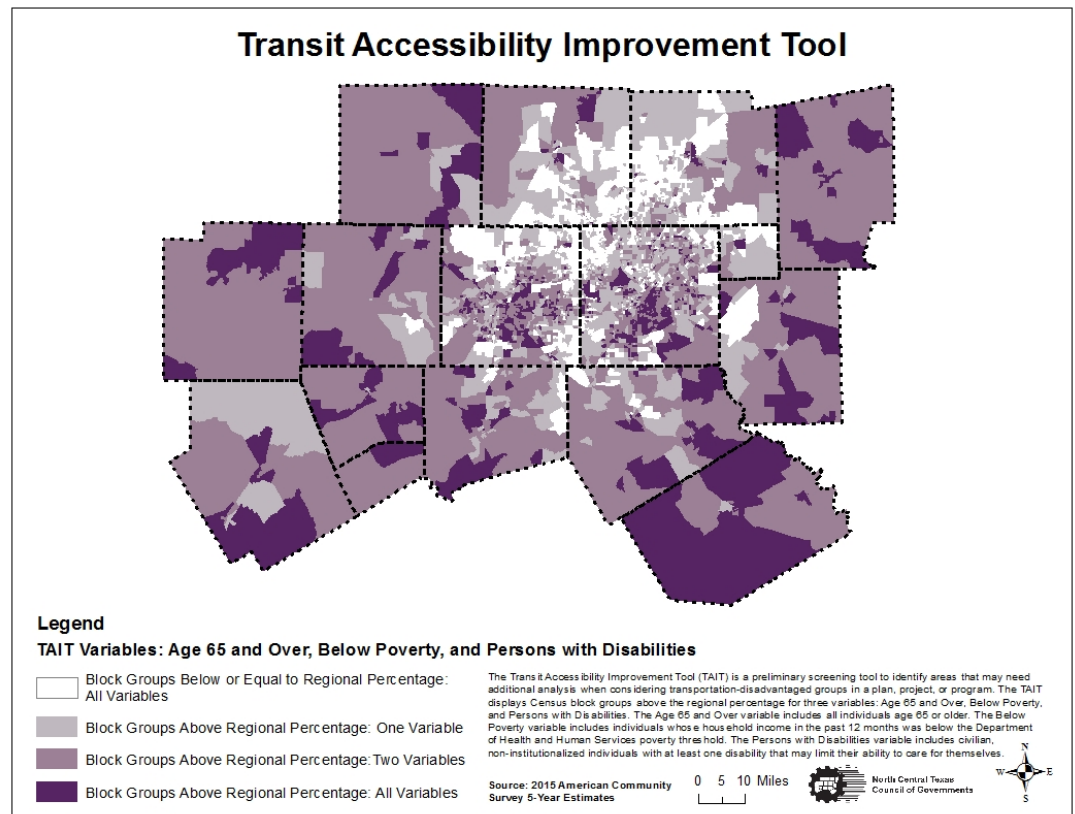 Transit Accessibility Improvement Tool
Legend
TAIT Variables: Age 65 and Over, Below Poverty, and Persons with Disabilities
Block Groups Below or Equal to Regional Percentage:
All Variables
Block Groups Above Regional Percentage: One Variable
Block Groups Above Regional Percentage: Two Variables
Block Groups Above Regional Percentage: All Variables
The Transit Accessibility Improvement Tool (TAIT) is a preliminary screening tool to identify areas that may need
additional analysis when considering transportation-disadvantaged groups in a plan, project, or program. The TAIT
displays Census block groups above the regional percentage for three variables: Age 65 and Over, Below Poverty,
and Persons with Disabilities. The Age 65 and Over variable includes all individuals age 65 or older. The Below
Poverty variable includes individuals whose household income in the past 12 months was below the Department
of Health and Human Services poverty threshold. The Persons with Disabilities variable includes civilian,
non-institutionalized individuals with at least one disability that may limit their ability to care for themselves.
Source: 2015 American Community
Survey 5-Year Estimates
0 5 10 Miles
North Central Texas
Council of Governments
N
W E
S